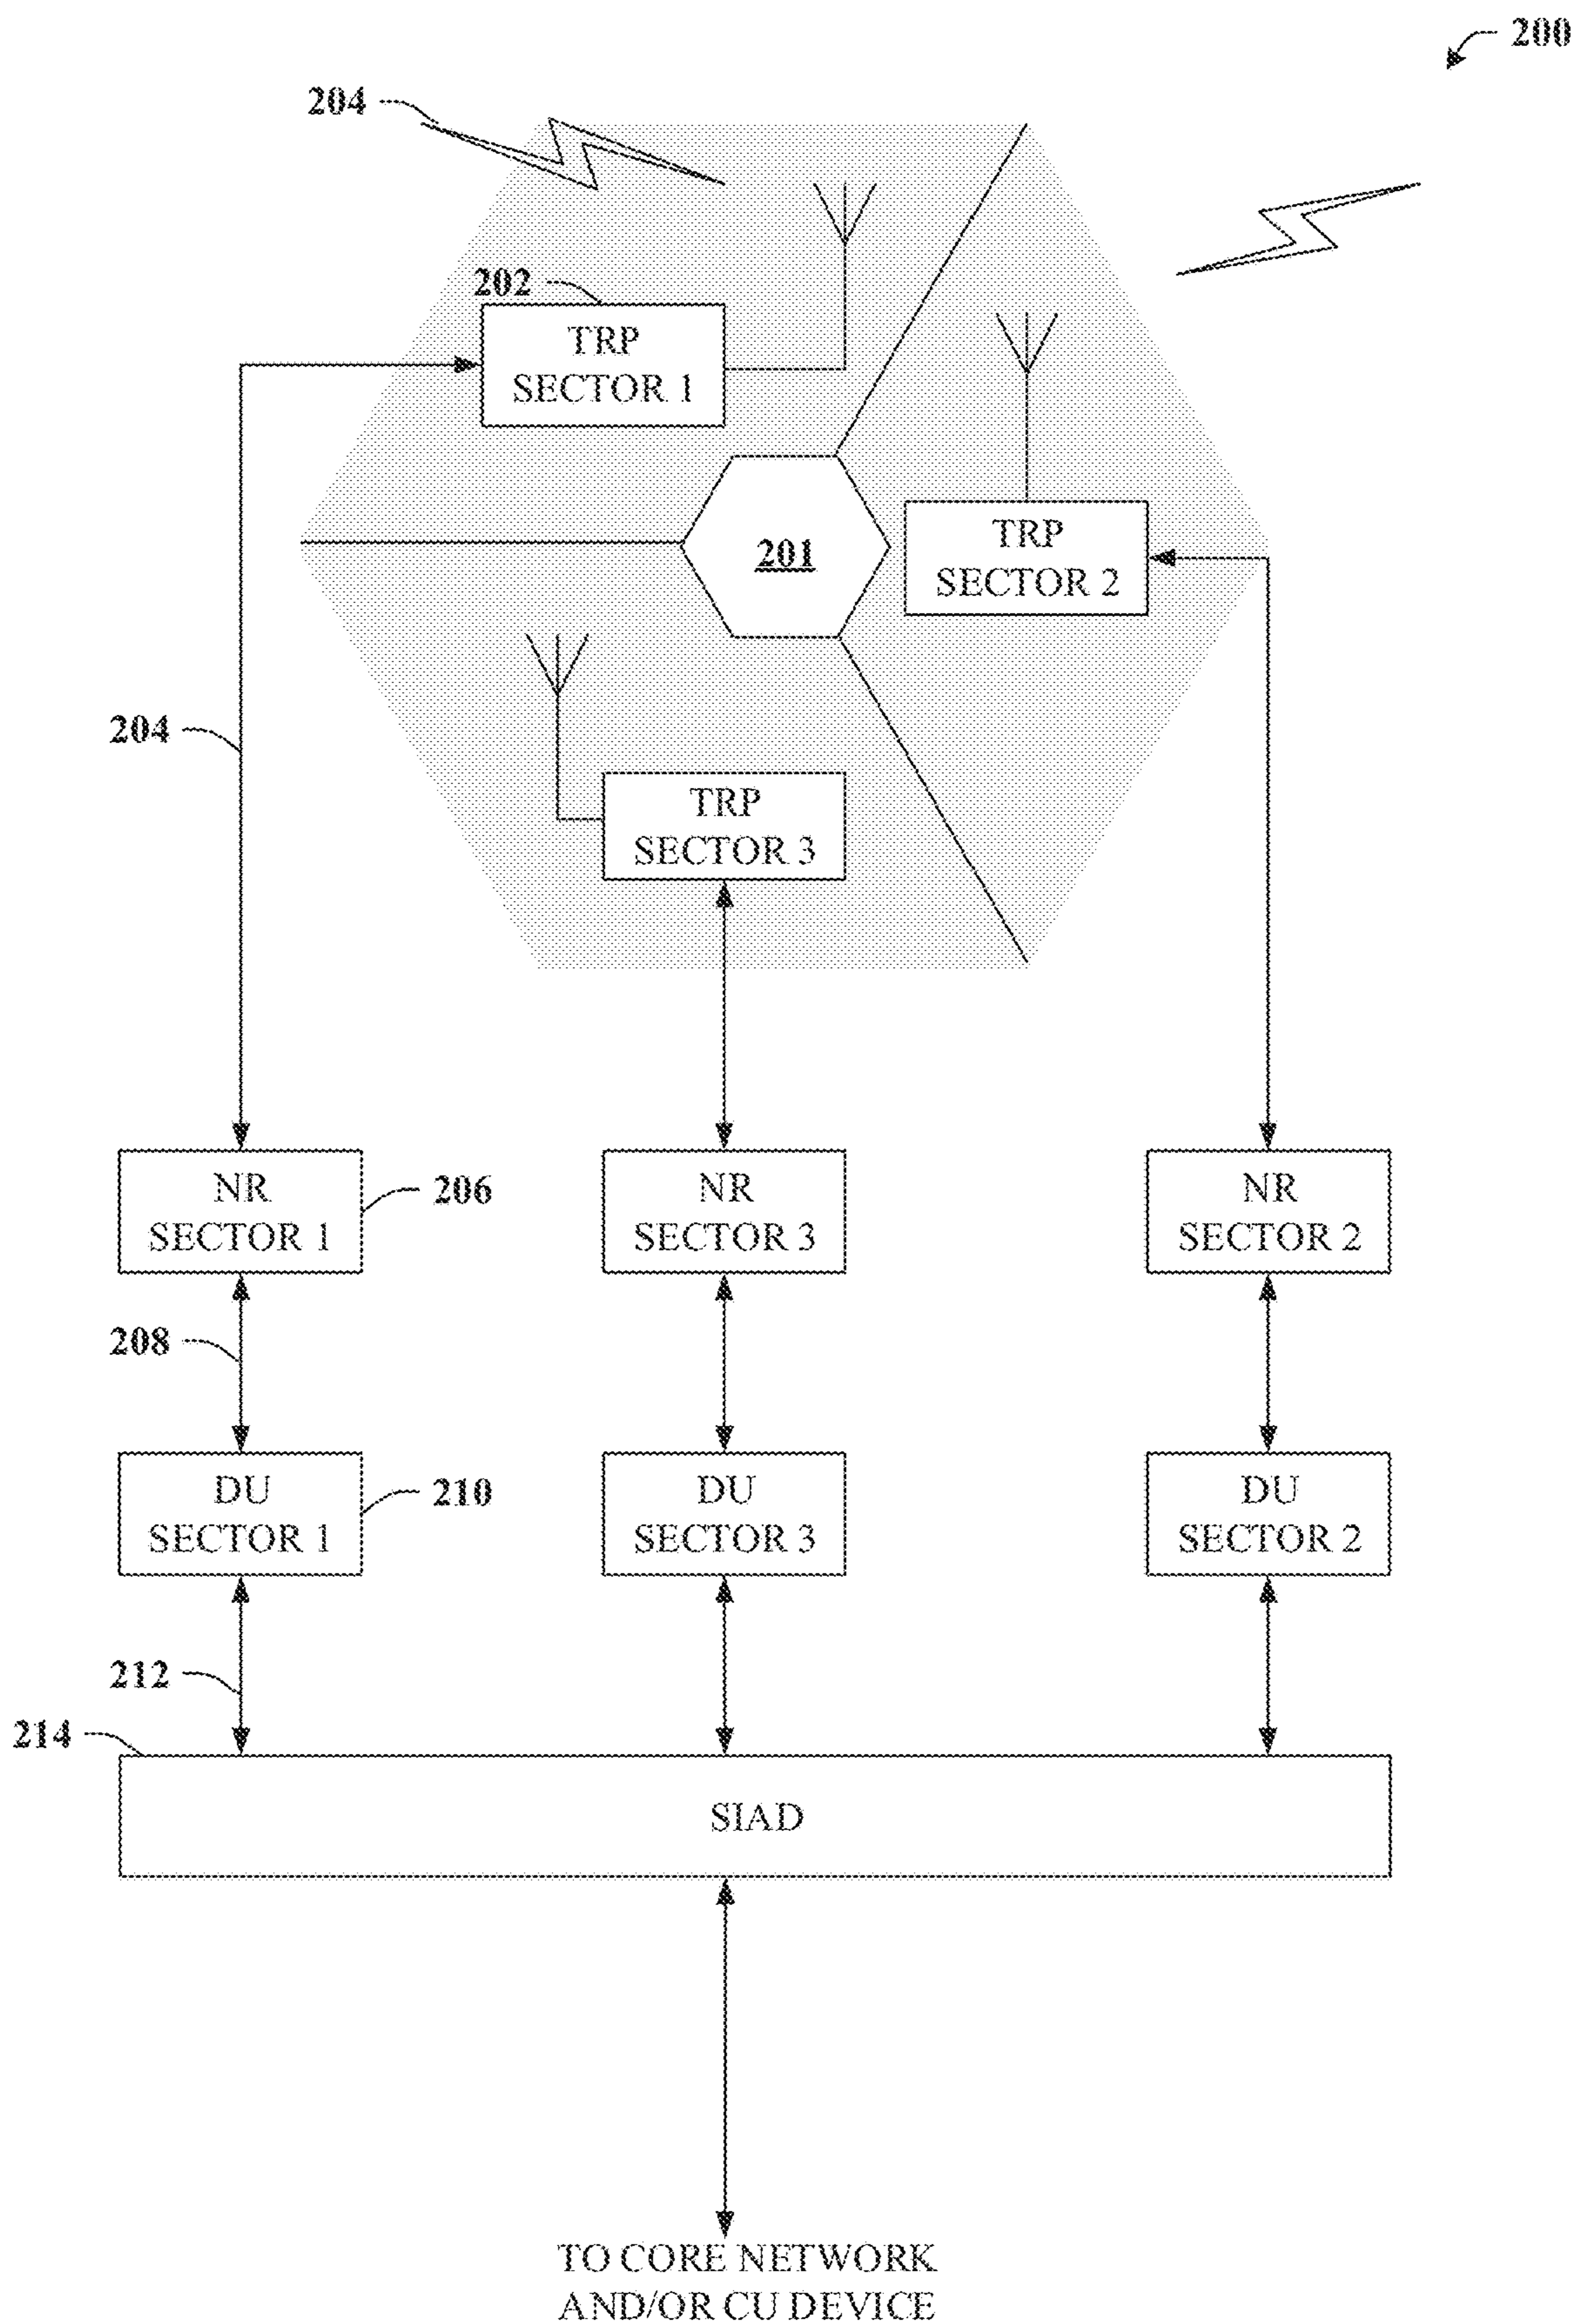 200
204
202
TRP
SECTOR 1
201
TRP
SECTOR 2
204
TRP
SECTOR 3
NR
SECTOR 1
206
NR
SECTOR 3
NR
SECTOR 2
208
DU
SECTOR 1
210
DU
SECTOR 3
DU
SECTOR 2
212
214
SIAD
TO CORE NETWORK
AND/OR CU DEVICE